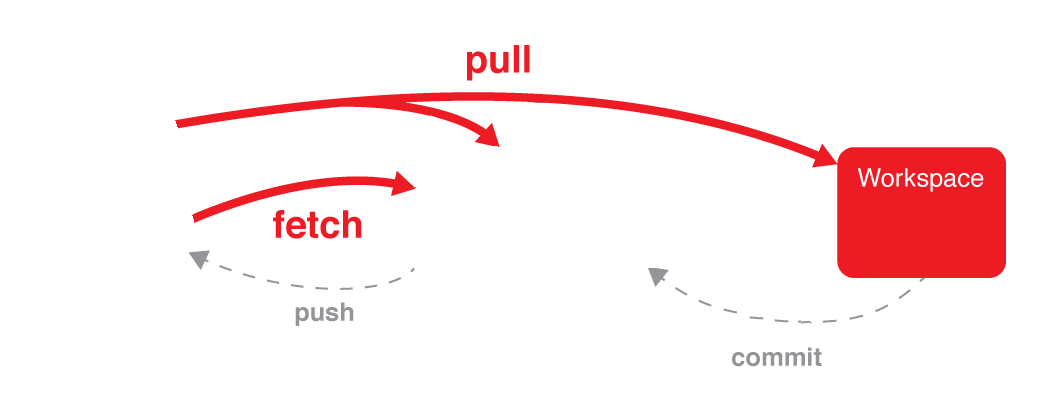 pull
Workspace
fetch
push
commit